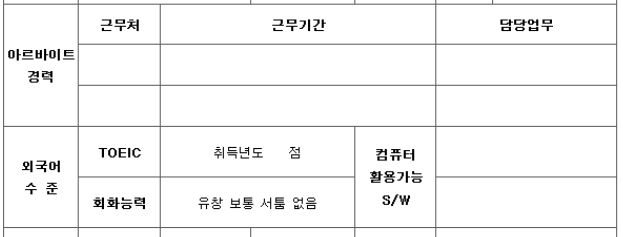 근무처 근무기간 담당업무
아르바이트
경력
외국어
수 준
TOEIC 취득년도 점
컴퓨터
활용가능
S/W
회화능력 유창 보통 서툼 없음